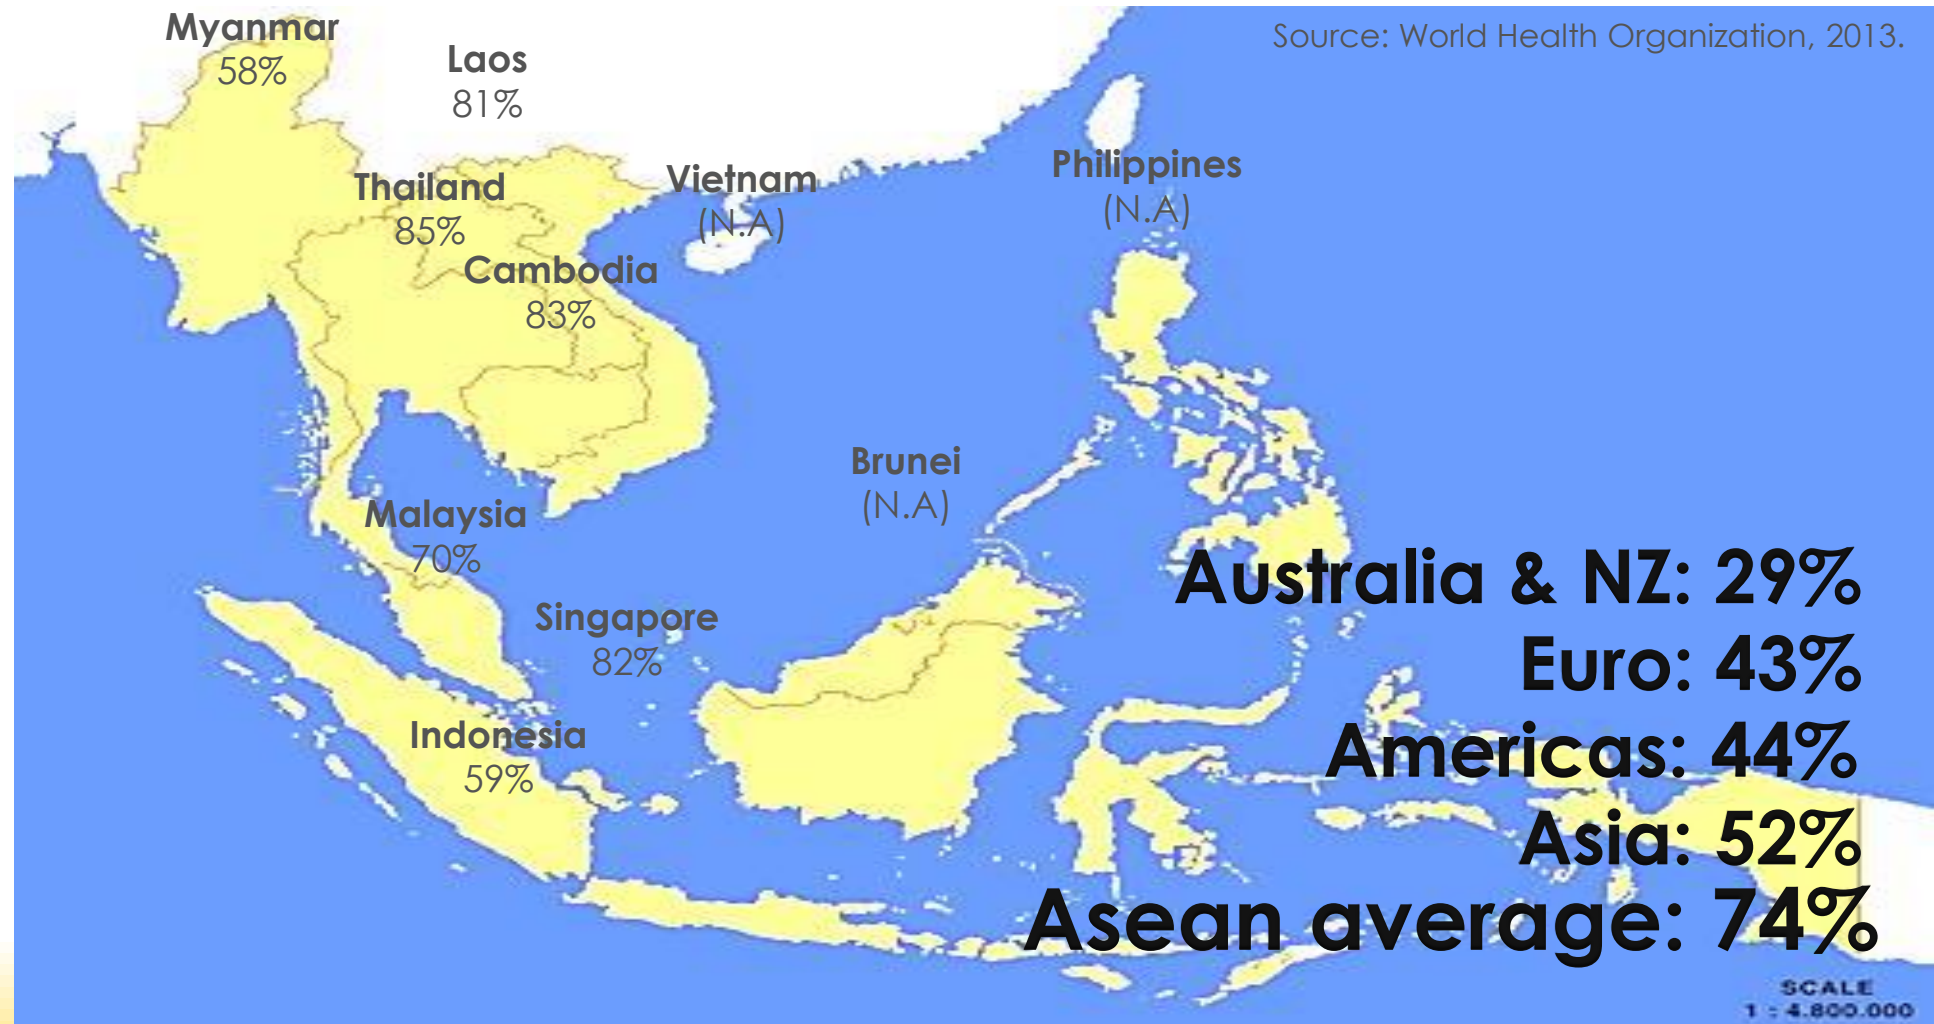 Myanmar
58%
Laos
81%
Source: World Health Organization, 2013.
Thailand
85%
Vietnam
(N.A)
Philippines
(N.A)
Cambodia
83%
Brunei
(N.A)
Malaysia
70%
Singapore
82%
Indonesia
59%
Australia & NZ: 29%
Euro: 43%
Americas: 44%
Asia: 52%
Asean average: 74%
SCALE
1 : 4.800.000